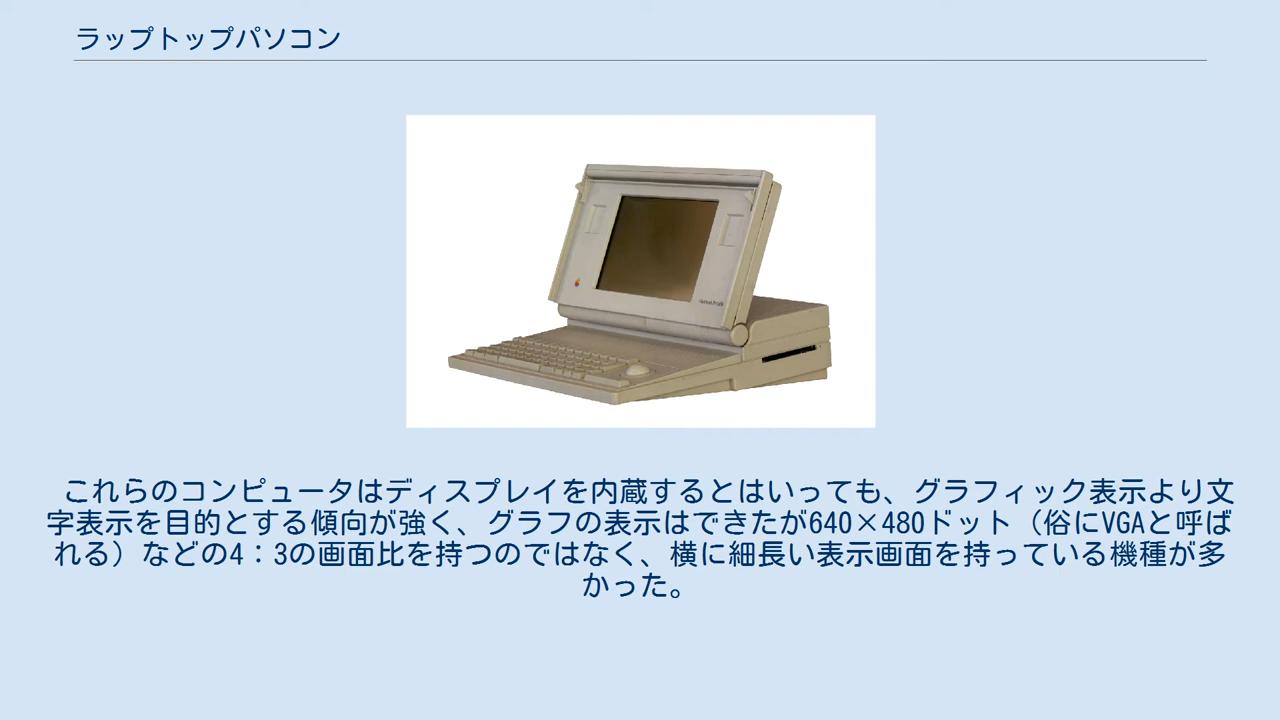 ラップトップパソコン
これらのコンピュータはディスプレイを内蔵するとはいっても、グラフィック表示より文
字表示を目的とする傾向が強く、グラフの表示はできたが640×480ドット（俗にVGAと呼ば
れる）などの4：3の画面比を持つのではなく、横に細長い表示画面を持っている機種が多
かった。